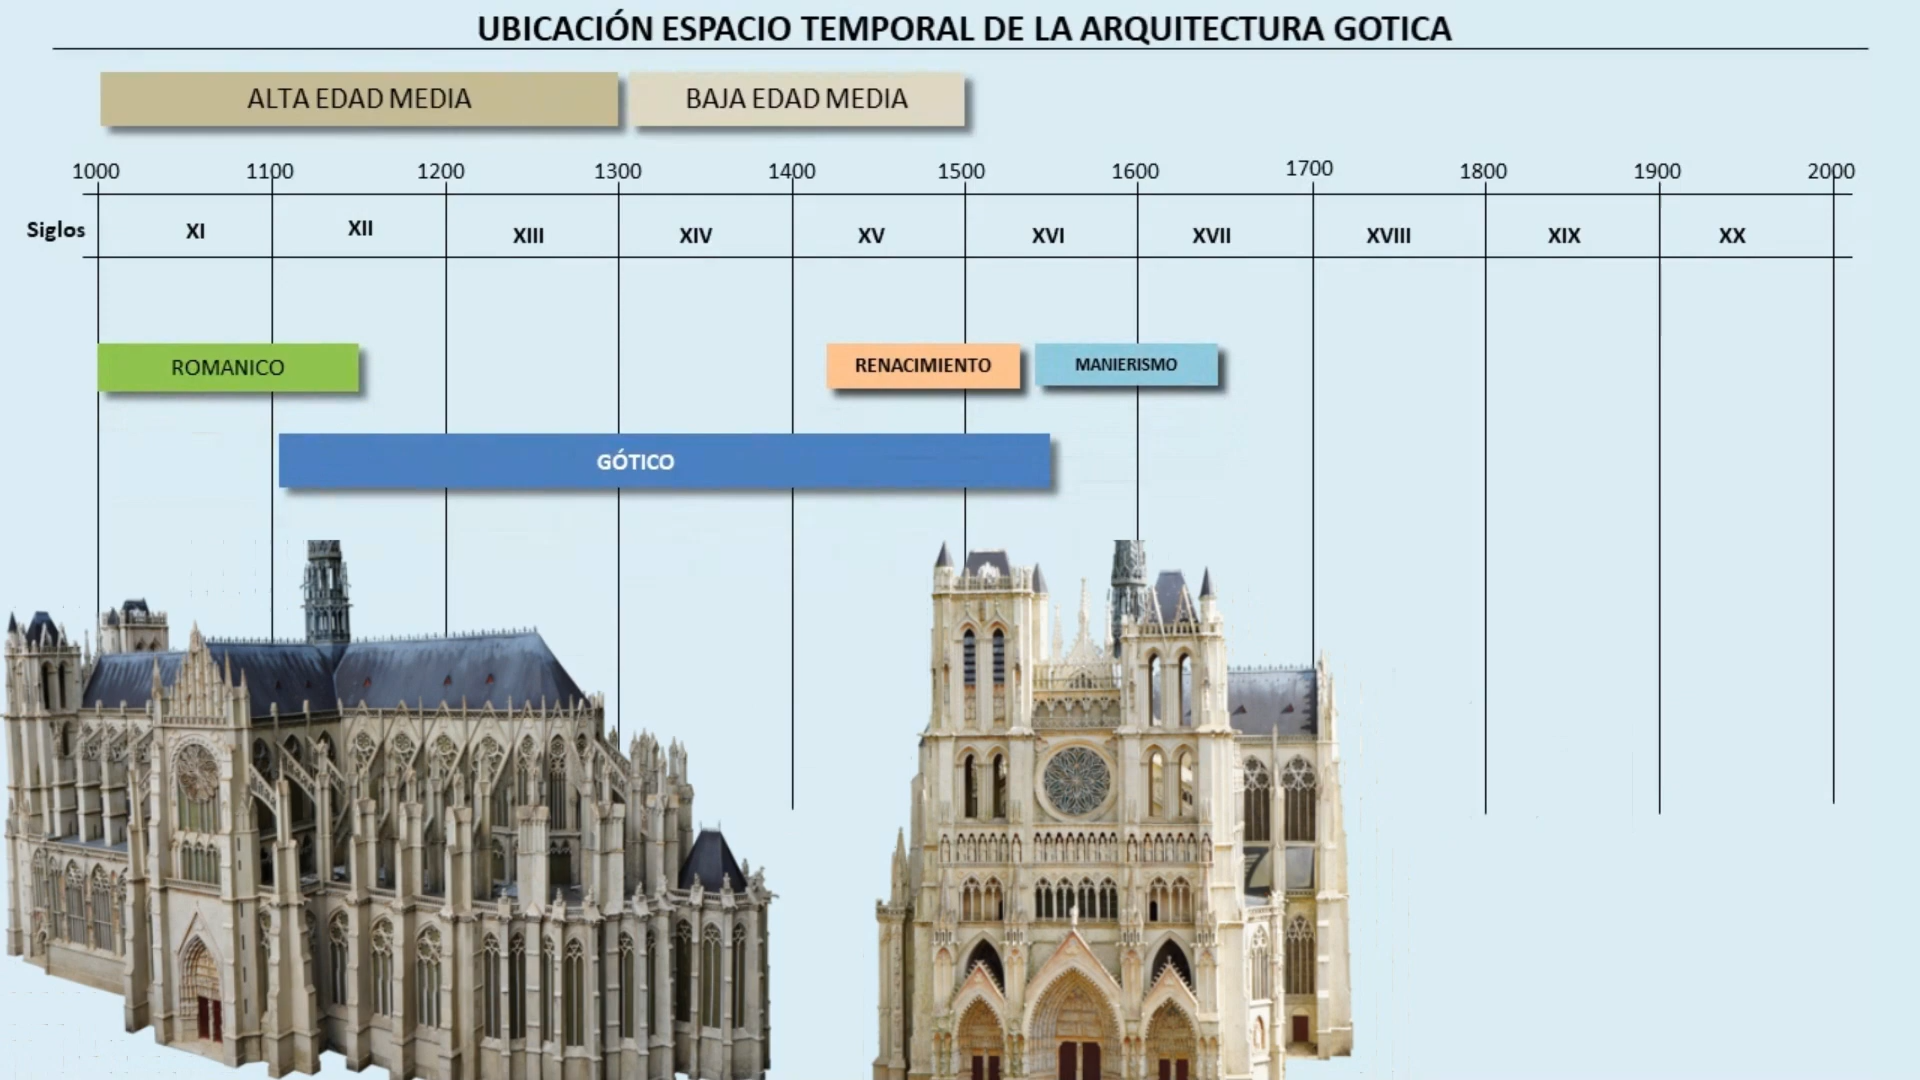 UBICACIÓN ESPACIO TEMPORAL DE LA ARQUITECTURA GOTICA
ALTA EDAD MEDIA BAJA EDAD MEDIA
1000 1100 1200 1300 1400 1500 1600 1700 1800 1900 2000
Siglos XI XII XIII XIV XV XVI XVII XVIII XIX XX
ROMANICO RENACIMIENTO MANIERISMO
GÓTICO